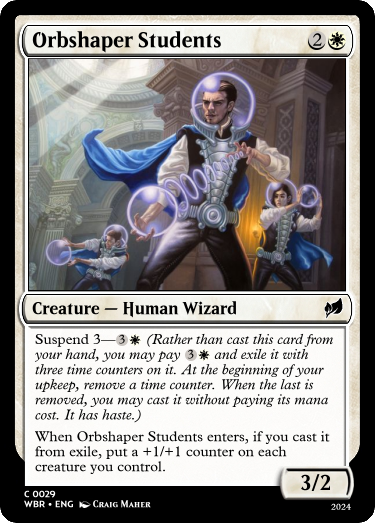 Orbshaper Students 2
Creature — Human Wizard
Suspend 3—3 (Rather than cast this card from
your hand, you may pay 3 and exile it with
three time counters on it. At the beginning of your
upkeep, remove a time counter. When the last is
removed, you may cast it without paying its mana
cost. It has haste.)
When Orbshaper Students enters, if you cast it
from exile, put a +1/+1 counter on each
creature you control.
3/2
C 0029
WBR • ENG Craig Maher
2024